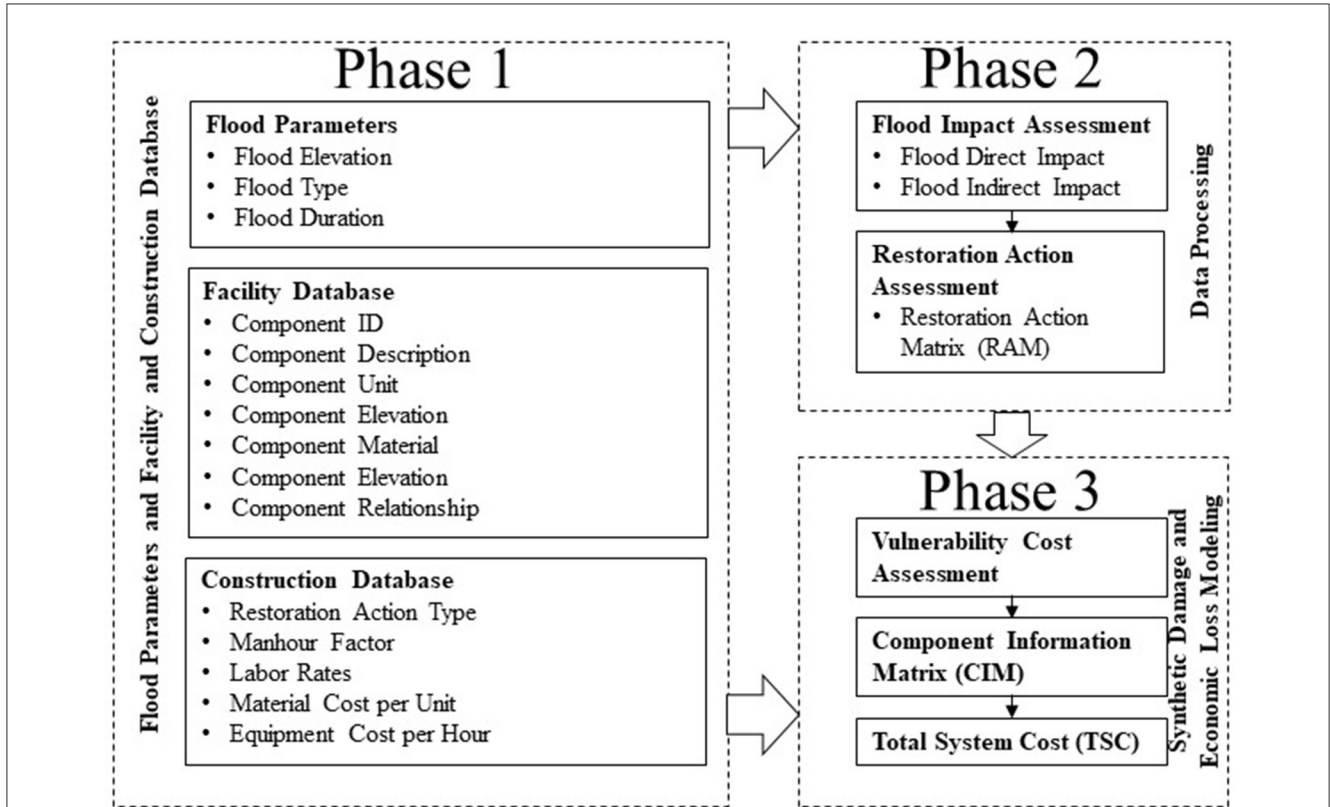 Phase 1
Flood Parameters and Facility and Construction Database
Flood Parameters
• Flood Elevation
• Flood Type
• Flood Duration
Facility Database
• Component ID
• Component Description
• Component Unit
• Component Elevation
• Component Material
• Component Elevation
• Component Relationship
Construction Database
• Restoration Action Type
• Manhour Factor
• Labor Rates
• Material Cost per Unit
• Equipment Cost per Hour
Phase 2
Flood Impact Assessment
• Flood Direct Impact
• Flood Indirect Impact
Restoration Action
Assessment
• Restoration Action
Matrix (RAM)
Data Processing
Phase 3
Vulnerability Cost
Assessment
Component Information
Matrix (CIM)
Total System Cost (TSC)
Synthetic Damage and
Economic Loss Modeling